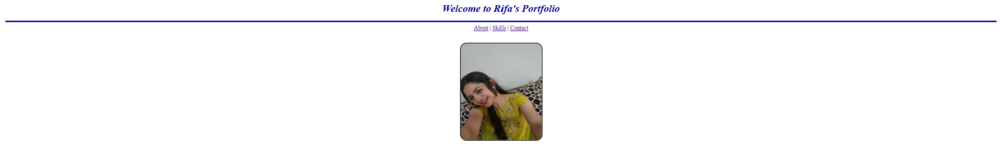 Welcome to Rifa's Portfolio
About | Skills | Contact